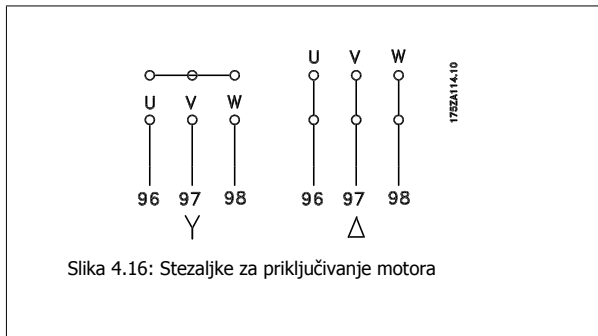 U V W
U V W
96 97 98
96 97 98
Y
Δ
175ZA114.10
Slika 4.16: Stezaljke za priključivanje motora